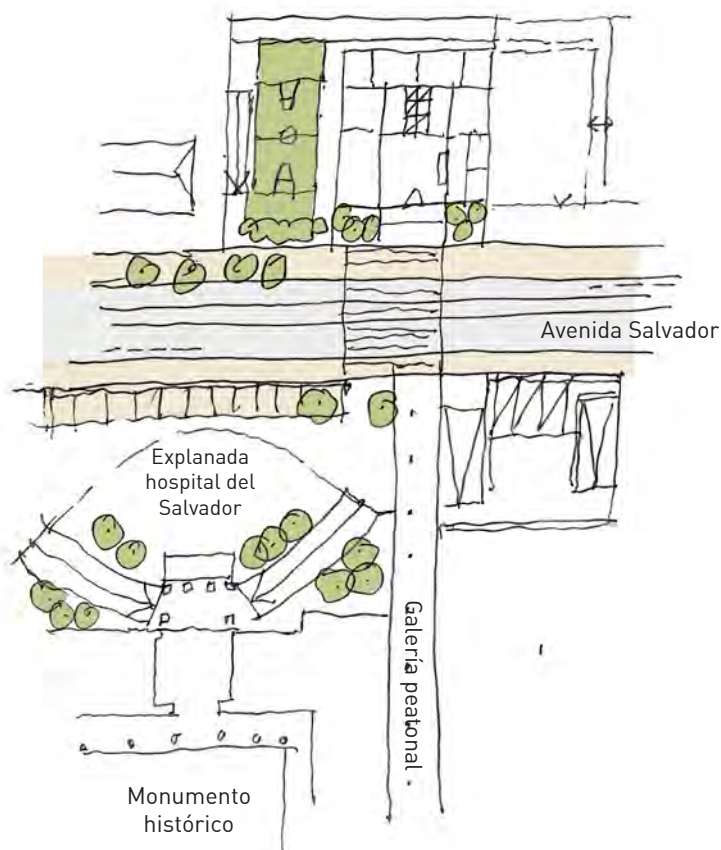 Avenida Salvador
Explanada
hospital del
Salvador
Galería peatonal
Monumento
histórico